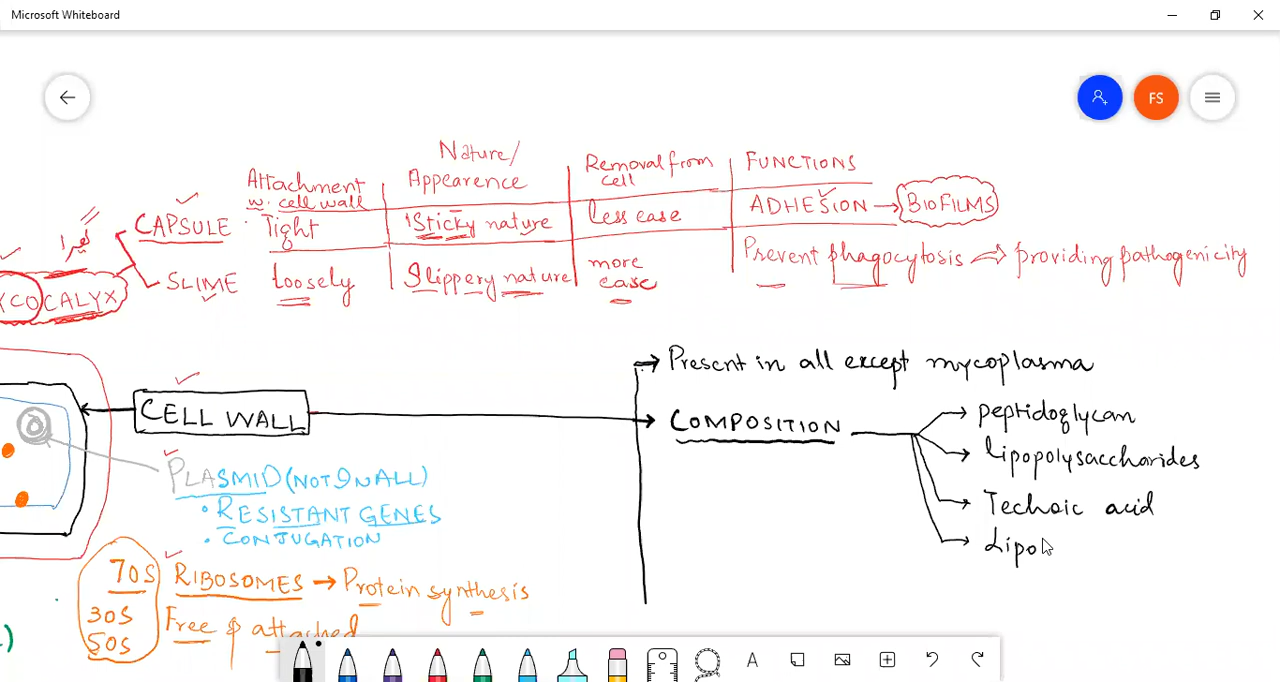 Microsoft Whiteboard
FS
Attachment w. cell wall
Nature/ Appearence
Removal from cell
FUNCTIONS
CAPSULE · Tight
'Sticky nature
less ease
ADHESION → BIOFILMS
YCOCALYX
SLIME
loosely
Slippery nature
more ease
Prevent phagocytosis ⇒ providing pathogenicity
CELL WALL
→ Present in all except mycoplasma
→ COMPOSITION
→ peptidoglycan
→ Lipopolysaccharides
→ Techoic acid
→ Lipo
PLASMID (NOT IN ALL)
• RESISTANT GENES
• CONJUGATION
70S RIBOSOMES → Protein synthesis
30S
50S
Free & attached
A